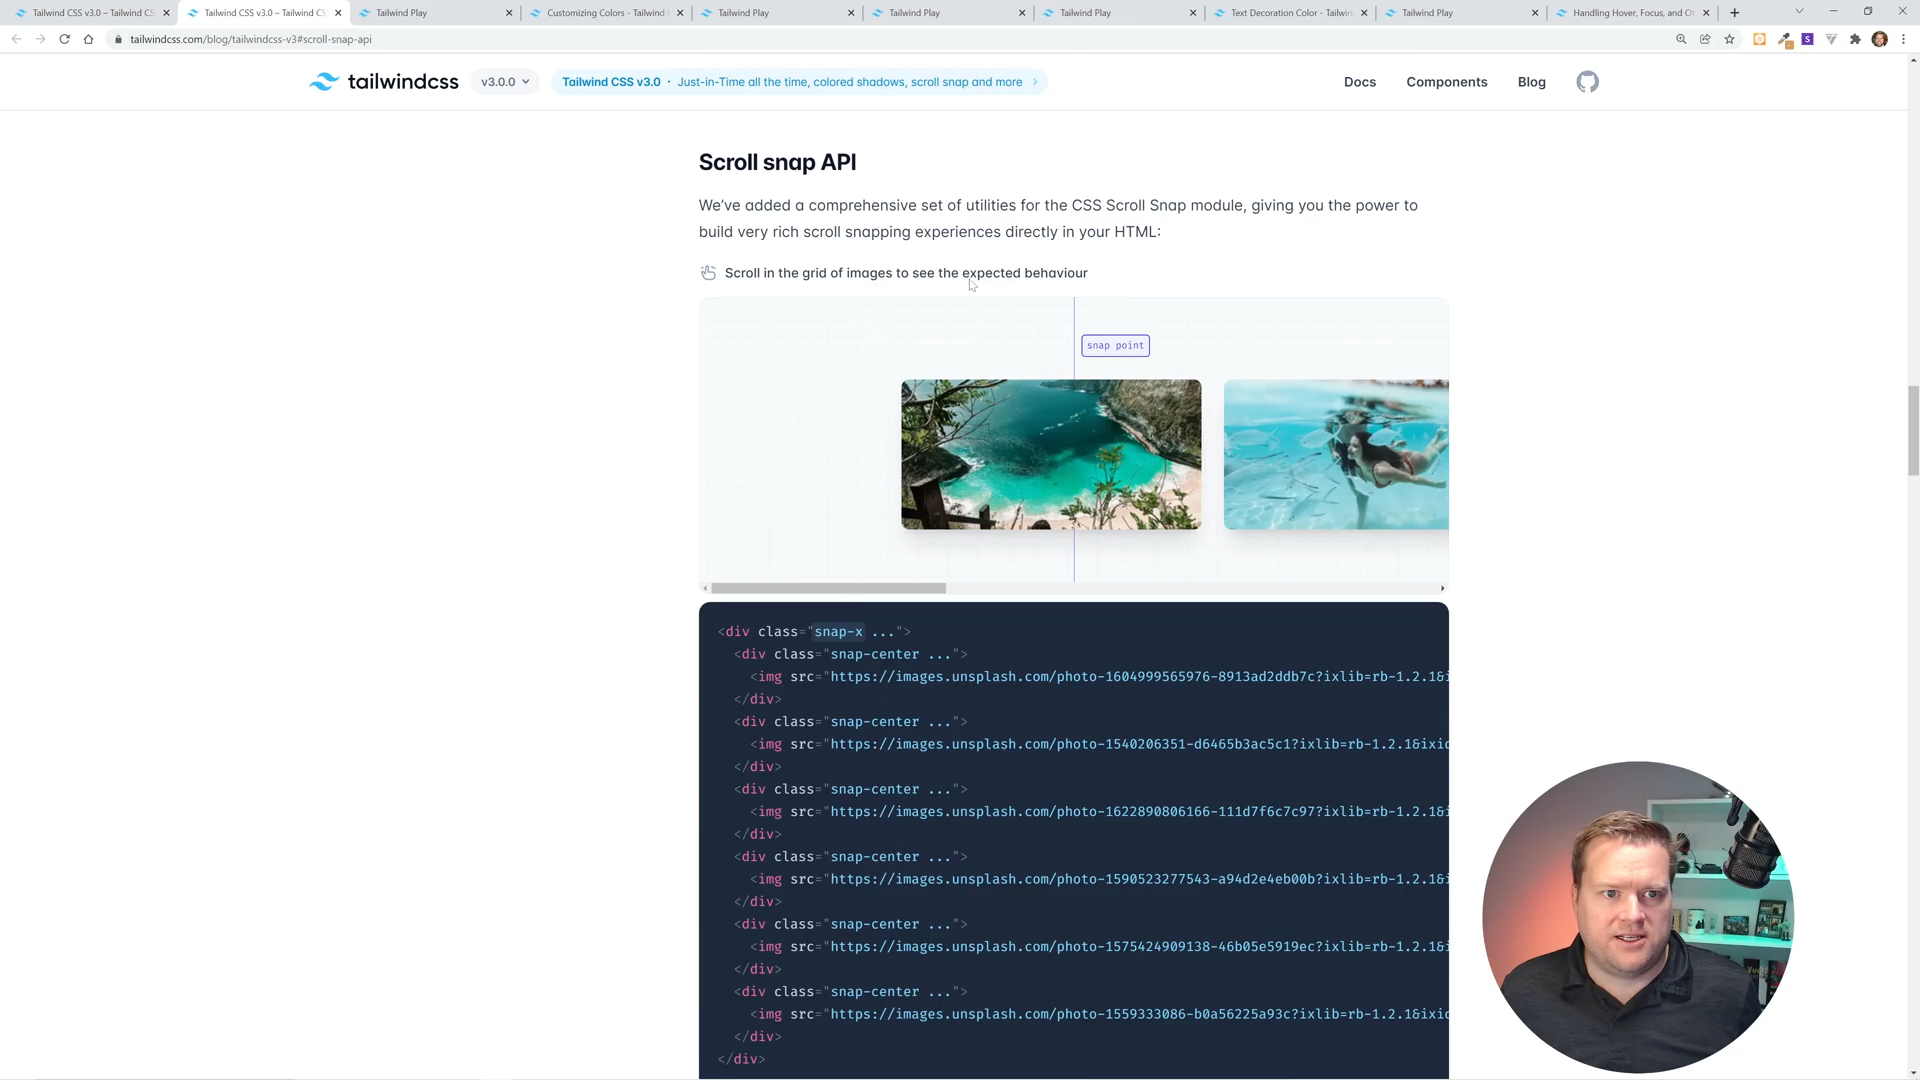 Tailwind CSS v3.0 – Tailwind CS
Tailwind CSS v3.0 – Tailwind CS
Tailwind Play
Customizing Colors - Tailwind
Tailwind Play
Tailwind Play
Tailwind Play
Text Decoration Color - Tailwin
Tailwind Play
Handling Hover, Focus, and Ot
tailwindcss.com/blog/tailwindcss-v3#scroll-snap-api
tailwindcss
v3.0.0
Tailwind CSS v3.0 · Just-in-Time all the time, colored shadows, scroll snap and more
Docs
Components
Blog
Scroll snap API
We’ve added a comprehensive set of utilities for the CSS Scroll Snap module, giving you the power to
build very rich scroll snapping experiences directly in your HTML:
Scroll in the grid of images to see the expected behaviour
snap point
<div class="snap-x ...">
<div class="snap-center ...">
<img src="https://images.unsplash.com/photo-1604999565976-8913ad2ddb7c?ixlib=rb-1.2.1&i
</div>
<div class="snap-center ...">
<img src="https://images.unsplash.com/photo-1540206351-d6465b3ac5c1?ixlib=rb-1.2.1&ixid
</div>
<div class="snap-center ...">
<img src="https://images.unsplash.com/photo-1622890806166-111d7f6c7c97?ixlib=rb-1.2.1&i
</div>
<div class="snap-center ...">
<img src="https://images.unsplash.com/photo-1590523277543-a94d2e4eb00b?ixlib=rb-1.2.1&i
</div>
<div class="snap-center ...">
<img src="https://images.unsplash.com/photo-1575424909138-46b05e5919ec?ixlib=rb-1.2.1&i
</div>
<div class="snap-center ...">
<img src="https://images.unsplash.com/photo-1559333086-b0a56225a93c?ixlib=rb-1.2.1&ixid
</div>
</div>